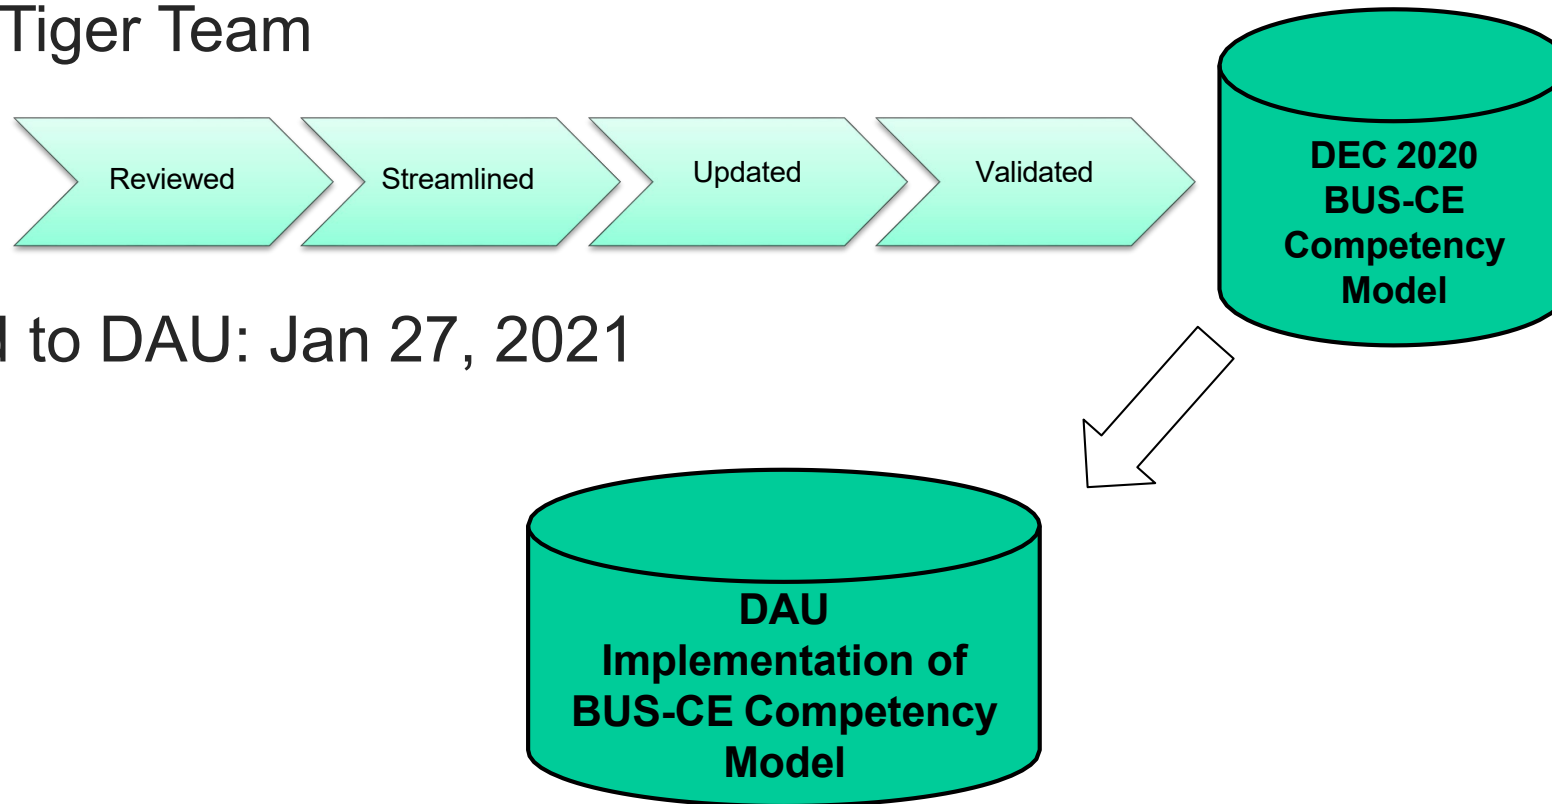 Tiger Team
Reviewed
Streamlined
Updated
Validated
DEC 2020
BUS-CE
Competency
Model
to DAU: Jan 27, 2021
DAU
Implementation of
BUS-CE Competency
Model